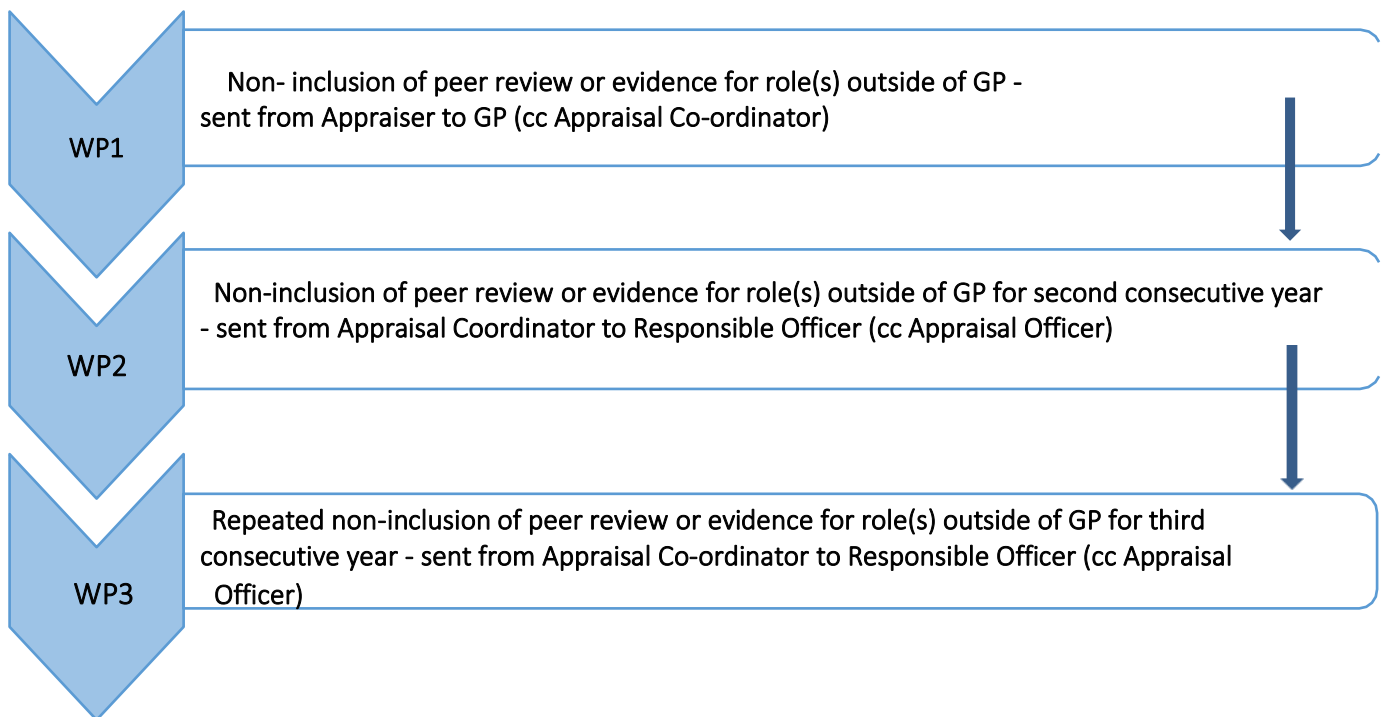 WP1
Non- inclusion of peer review or evidence for role(s) outside of GP -
sent from Appraiser to GP (cc Appraisal Co-ordinator)
WP2
Non-inclusion of peer review or evidence for role(s) outside of GP for second consecutive year
- sent from Appraisal Coordinator to Responsible Officer (cc Appraisal Officer)
WP3
Repeated non-inclusion of peer review or evidence for role(s) outside of GP for third
consecutive year - sent from Appraisal Co-ordinator to Responsible Officer (cc Appraisal
Officer)